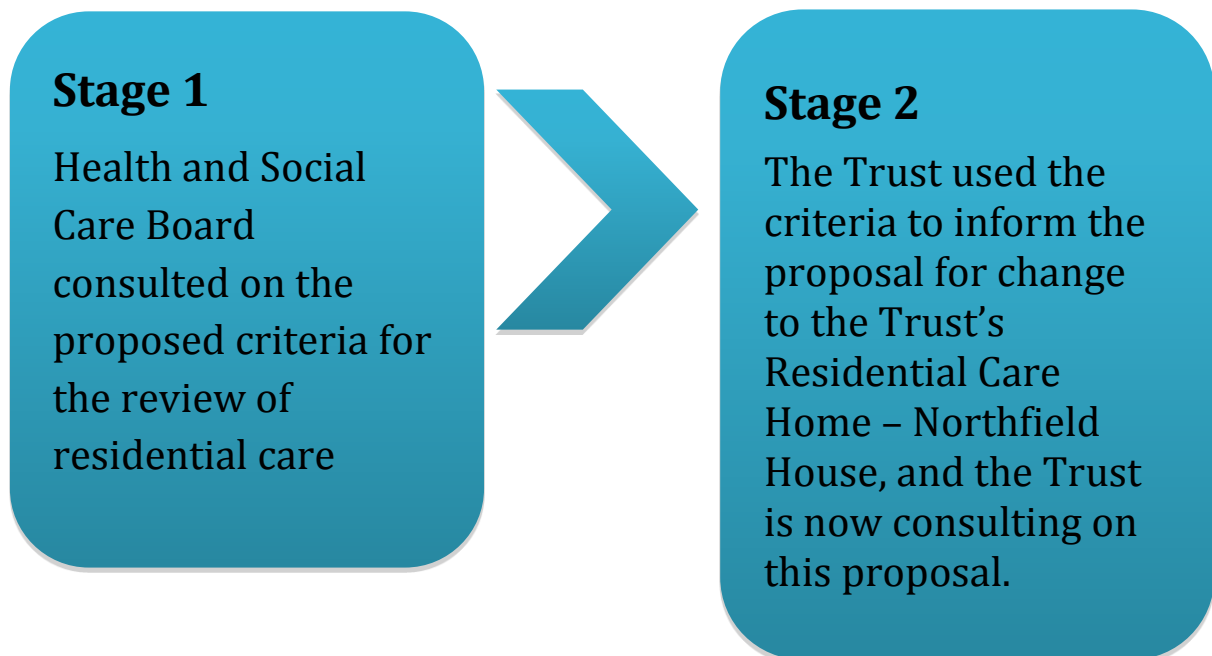 Stage 1
Health and Social
Care Board
consulted on the
proposed criteria for
the review of
residential care
Stage 2
The Trust used the
criteria to inform the
proposal for change
to the Trust’s
Residential Care
Home – Northfield
House, and the Trust
is now consulting on
this proposal.